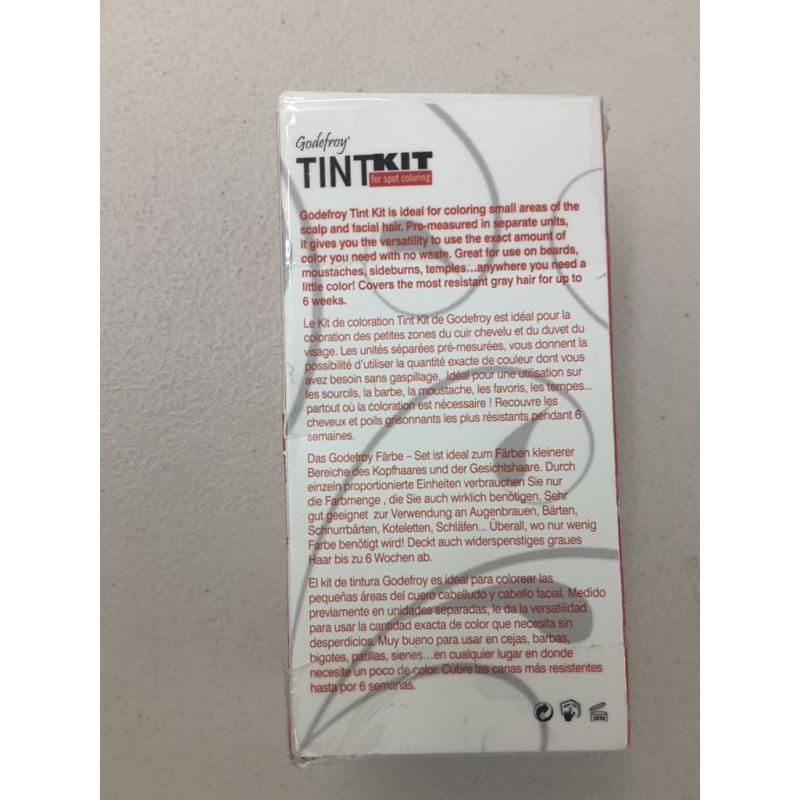 Godefroy®
TINT KIT
for spot coloring
Godefroy Tint Kit is ideal for coloring small areas of the
scalp and facial hair. Pre-measured in separate units,
it gives you the versatility to use the exact amount of
color you need with no waste. Great for use on beards,
moustaches, sideburns, temples...anywhere you need a
little color! Covers the most resistant gray hair for up to
6 weeks.
Le Kit de coloration Tint Kit de Godefroy est idéal pour la
coloration des petites zones du cuir chevelu et du duvet du
visage. Les unités séparées pré-mesurées, vous donnent la
possibilité d'utiliser la quantité exacte de couleur dont vous
avez besoin sans gaspillage. Idéal pour une utilisation sur
les sourcils, la barbe, la moustache, les favoris, les tempes...
partout où la coloration est nécessaire ! Recouvre les
cheveux et poils grisonnants les plus résistants pendant 6
semaines.
Das Godefroy Färbe – Set ist ideal zum Färben kleinerer
Bereiche des Kopfhaares und der Gesichtshaare. Durch
einzeln proportionierte Einheiten verbrauchen Sie nur
die Farbmenge , die Sie auch wirklich benötigen. Sehr
gut geeignet zur Verwendung an Augenbrauen, Bärten,
Schnurrbärten, Koteletten, Schläfen... Überall, wo nur wenig
Farbe benötigt wird! Deckt auch widerspenstiges graues
Haar bis zu 6 Wochen ab.
El kit de tintura Godefroy es ideal para colorear las
pequeñas áreas del cuero cabelludo y cabello facial. Medido
previamente en unidades separadas, le da la versatilidad
para usar la cantidad exacta de color que necesita sin
desperdicios. Muy bueno para usar en cejas, barbas,
bigotes, patillas, sienes...en cualquier lugar en donde
necesite un poco de color. Cubre las canas más resistentes
hasta por 6 semanas.
36M